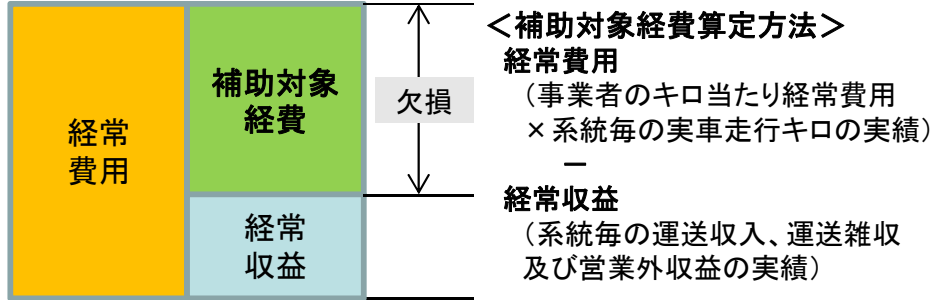 経常
費用
補助対象
経費
経常
収益
欠損
＜補助対象経費算定方法＞
経常費用
（事業者のキロ当たり経常費用
×系統毎の実車走行キロの実績）
－
経常収益
（系統毎の運送収入、運送雑収
及び営業外収益の実績）